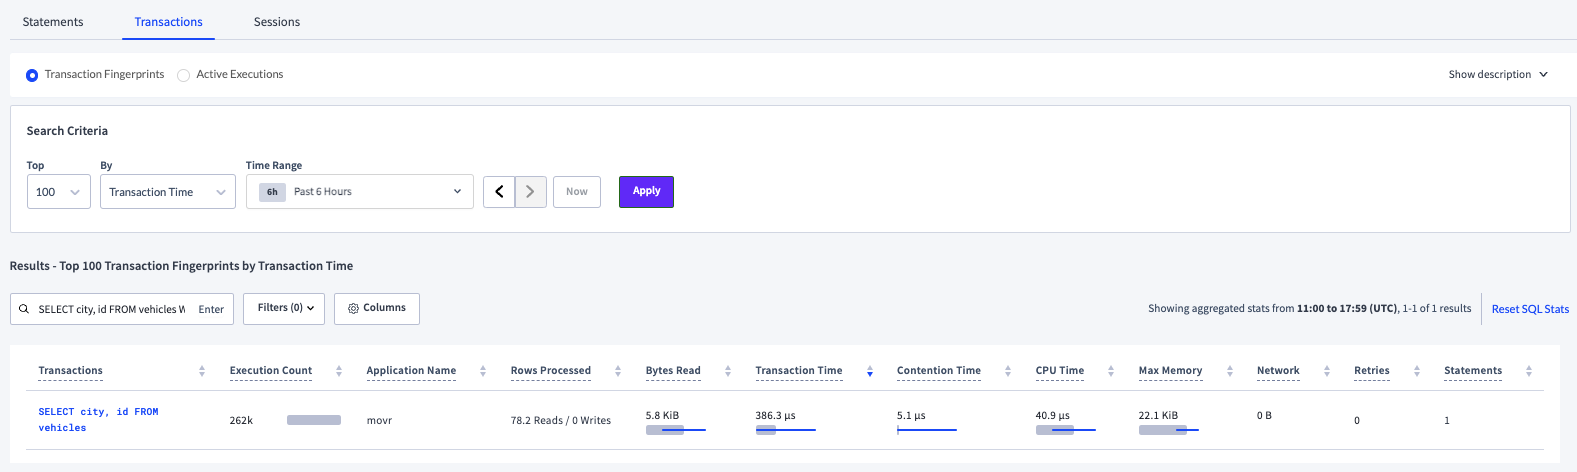 Statements Transactions Sessions
Transaction Fingerprints Active Executions Show description
Search Criteria
Top By Time Range
100 Transaction Time 6h Past 6 Hours Now Apply
Results - Top 100 Transaction Fingerprints by Transaction Time
SELECT city, id FROM vehicles W Enter Filters (0) Columns Showing aggregated stats from 11:00 to 17:59 (UTC), 1-1 of 1 results Reset SQL Stats
Transactions Execution Count Application Name Rows Processed Bytes Read Transaction Time Contention Time CPU Time Max Memory Network Retries Statements
SELECT city, id FROM
vehicles
262k movr 78.2 Reads / 0 Writes 5.8 KiB 386.3 µs 5.1 µs 40.9 µs 22.1 KiB 0 B 0 1